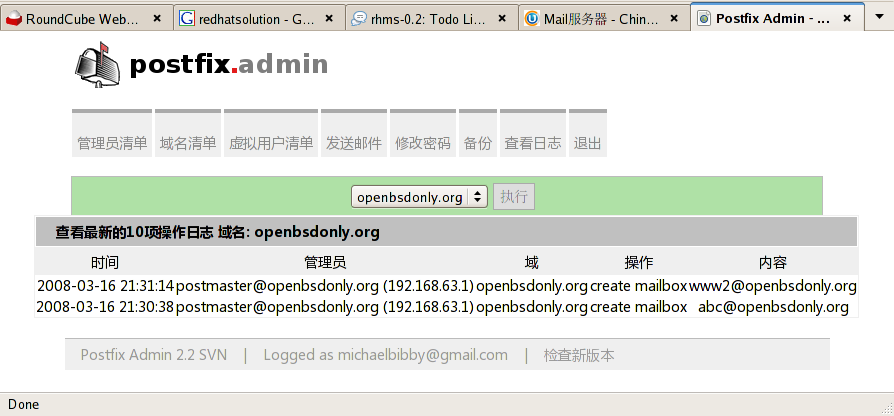 RoundCube Web... redhatsolution - G... rhms-0.2: Todo Li... Mail服务器 - Chin... Postfix Admin - ...
postfix.admin
管理员清单 域名清单 虚拟用户清单 发送邮件 修改密码 备份 查看日志 退出
openbsdonly.org 执行
查看最新的10项操作日志 域名: openbsdonly.org
时间 管理员 域 操作 内容
2008-03-16 21:31:14 postmaster@openbsdonly.org (192.168.63.1) openbsdonly.org create mailbox www2@openbsdonly.org
2008-03-16 21:30:38 postmaster@openbsdonly.org (192.168.63.1) openbsdonly.org create mailbox abc@openbsdonly.org
Postfix Admin 2.2 SVN | Logged as michaelbibby@gmail.com | 检查新版本
Done